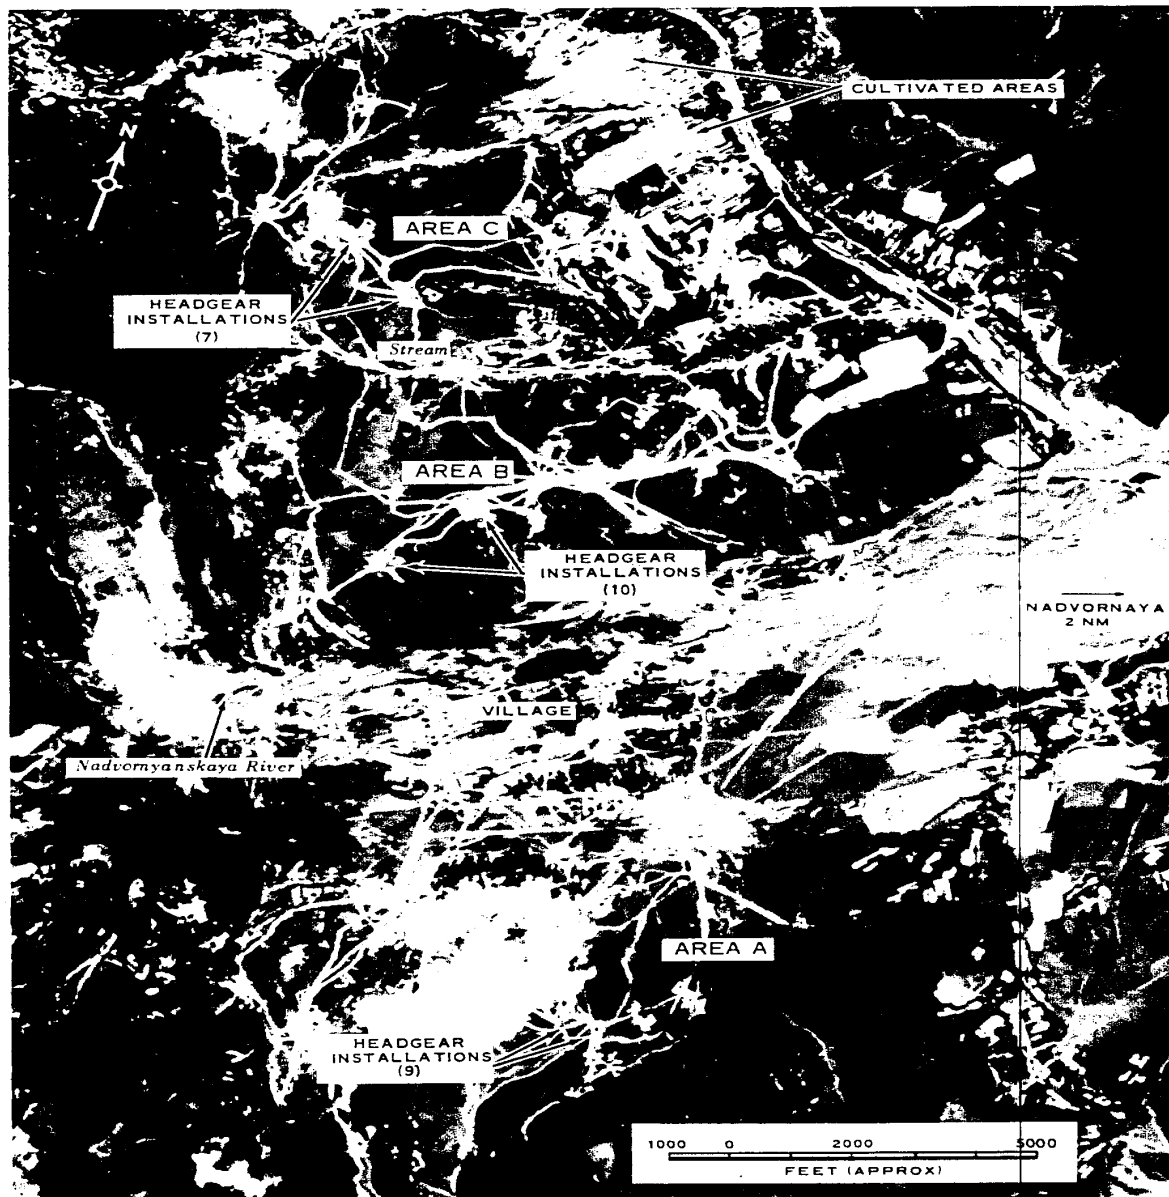 CULTIVATED AREAS
N
AREA C
HEADGEAR
INSTALLATIONS
(7)
Stream
AREA B
HEADGEAR
INSTALLATIONS
(10)
NADVORNAYA
2 NM
VILLAGE
Nadvornyanskaya River
AREA A
HEADGEAR
INSTALLATIONS
(9)
1000 0 2000 5000
FEET (APPROX)